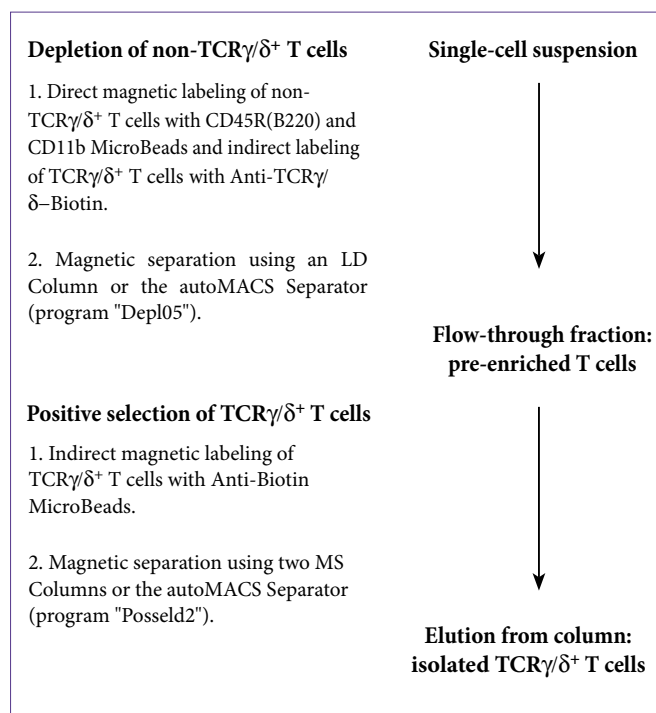 Depletion of non-TCRγ/δ⁺ T cells
1. Direct magnetic labeling of non-
TCRγ/δ⁺ T cells with CD45R(B220) and
CD11b MicroBeads and indirect labeling
of TCRγ/δ⁺ T cells with Anti-TCRγ/
δ–Biotin.
2. Magnetic separation using an LD
Column or the autoMACS Separator
(program "Depl05").
Positive selection of TCRγ/δ⁺ T cells
1. Indirect magnetic labeling of
TCRγ/δ⁺ T cells with Anti-Biotin
MicroBeads.
2. Magnetic separation using two MS
Columns or the autoMACS Separator
(program "Posseld2").
Single-cell suspension
Flow-through fraction:
pre-enriched T cells
Elution from column:
isolated TCRγ/δ⁺ T cells